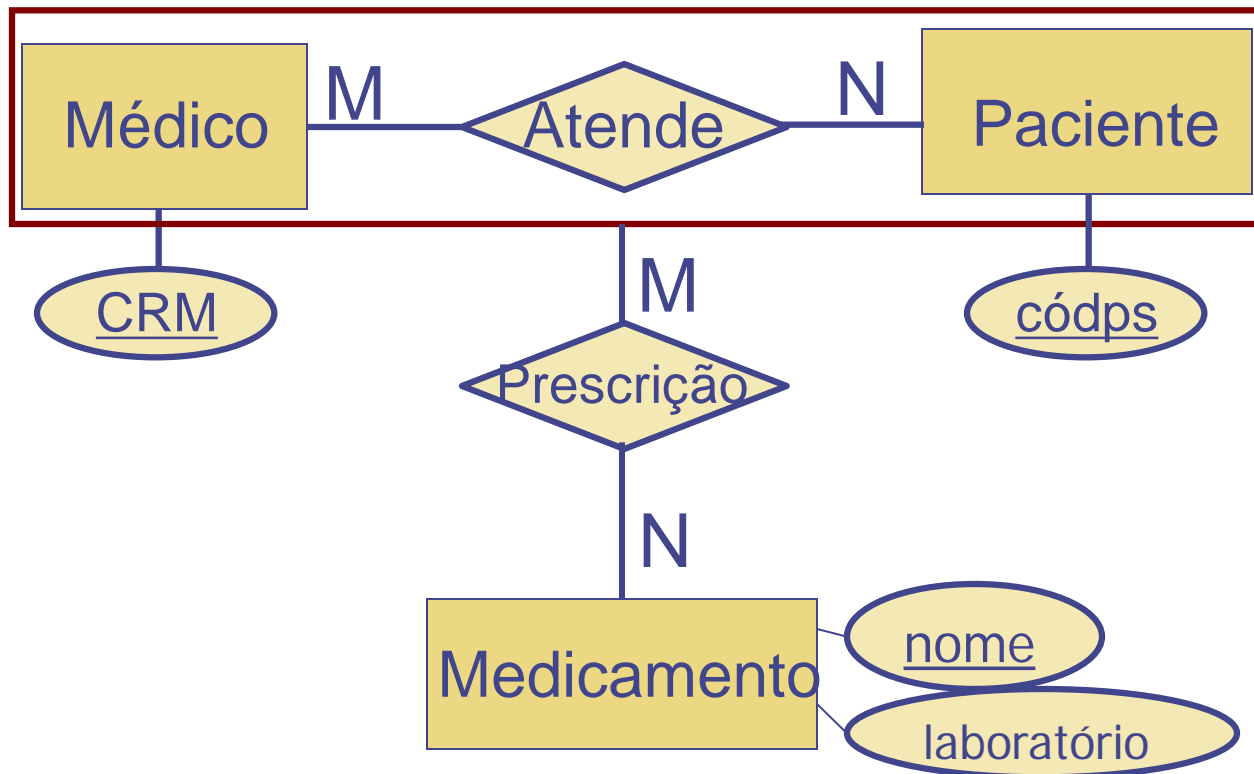 Médico
M
Atende
N
Paciente
CRM
M
códps
Prescrição
N
Medicamento
nome
laboratório